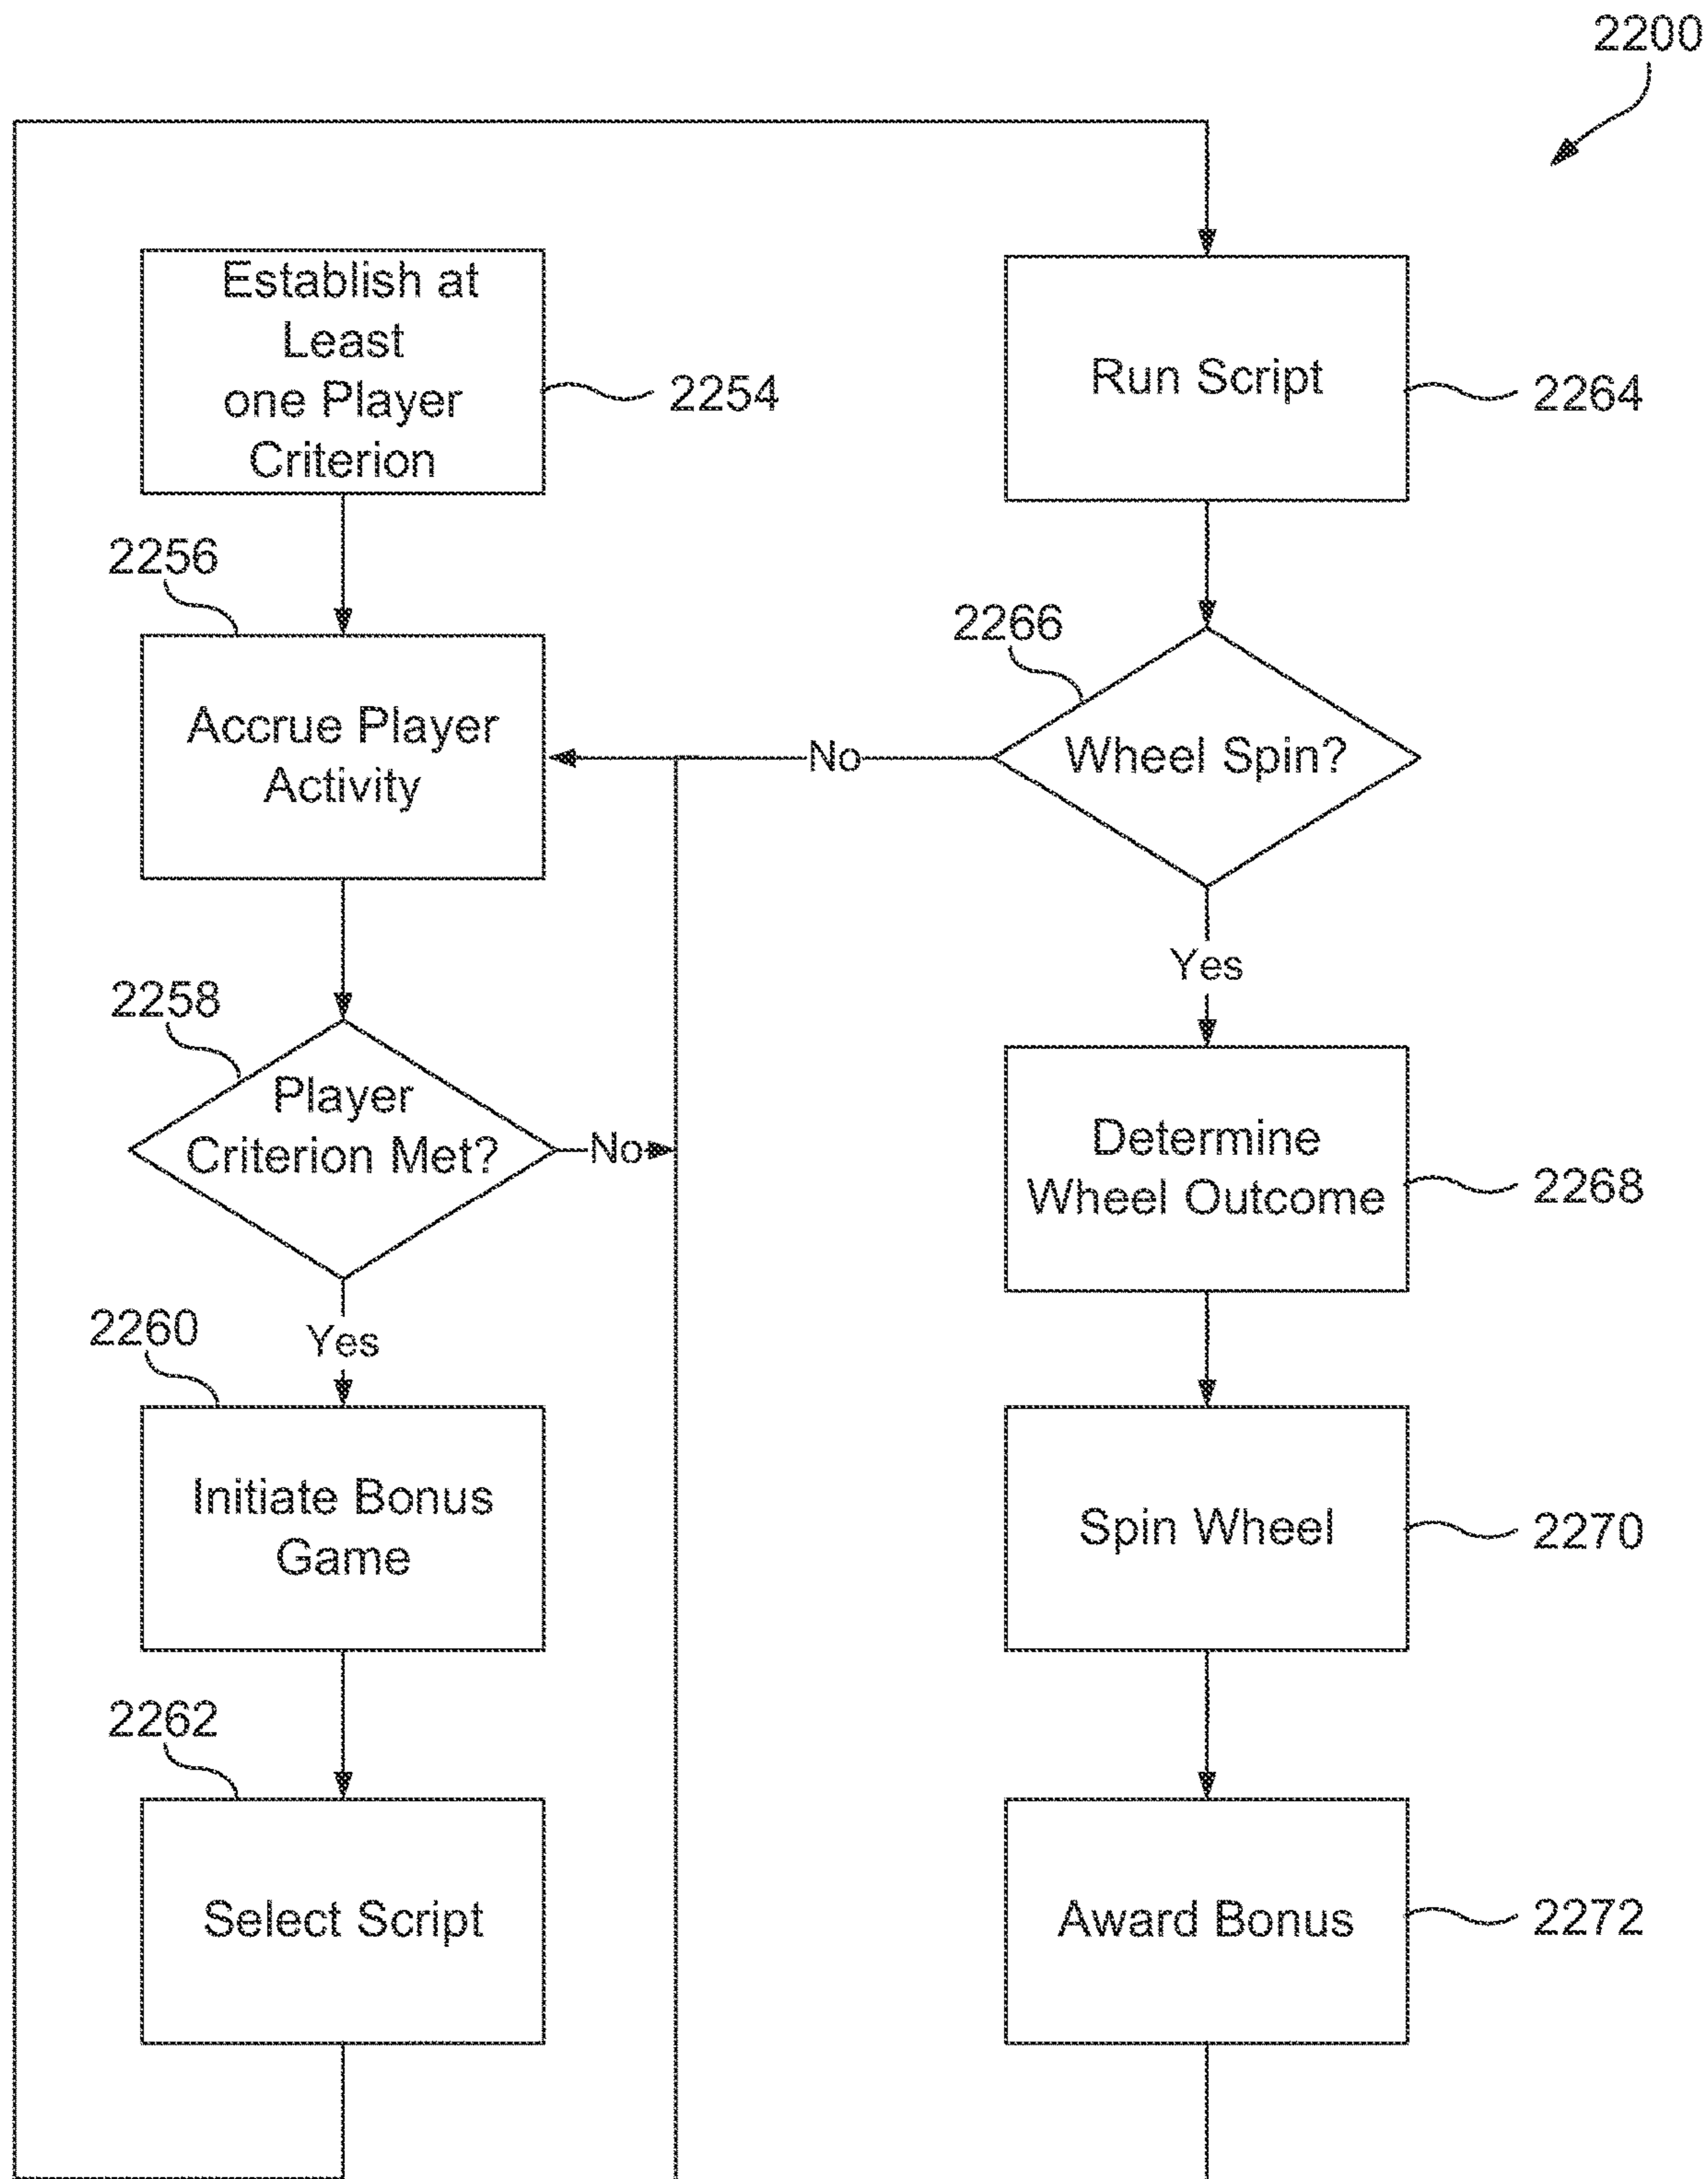 2200
Establish at
Least
one Player
Criterion
2254
2256
Accrue Player
Activity
2258
Player
Criterion Met?
No
Yes
2260
Initiate Bonus
Game
2262
Select Script
Run Script
2264
2266
Wheel Spin?
No
Yes
Determine
Wheel Outcome
2268
Spin Wheel
2270
Award Bonus
2272